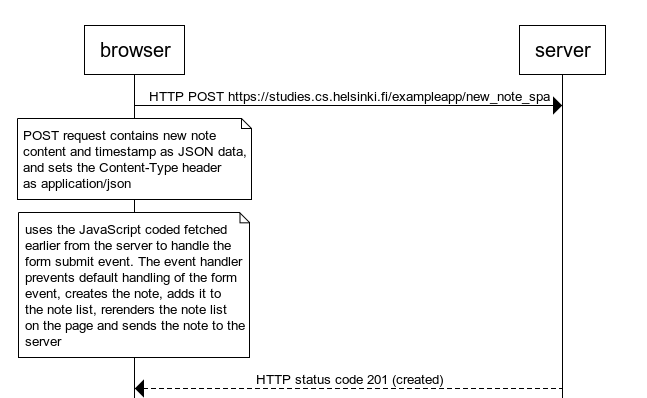 browser
server
HTTP POST https://studies.cs.helsinki.fi/exampleapp/new_note_spa
POST request contains new note
content and timestamp as JSON data,
and sets the Content-Type header
as application/json
uses the JavaScript coded fetched
earlier from the server to handle the
form submit event. The event handler
prevents default handling of the form
event, creates the note, adds it to
the note list, rerenders the note list
on the page and sends the note to the
server
HTTP status code 201 (created)